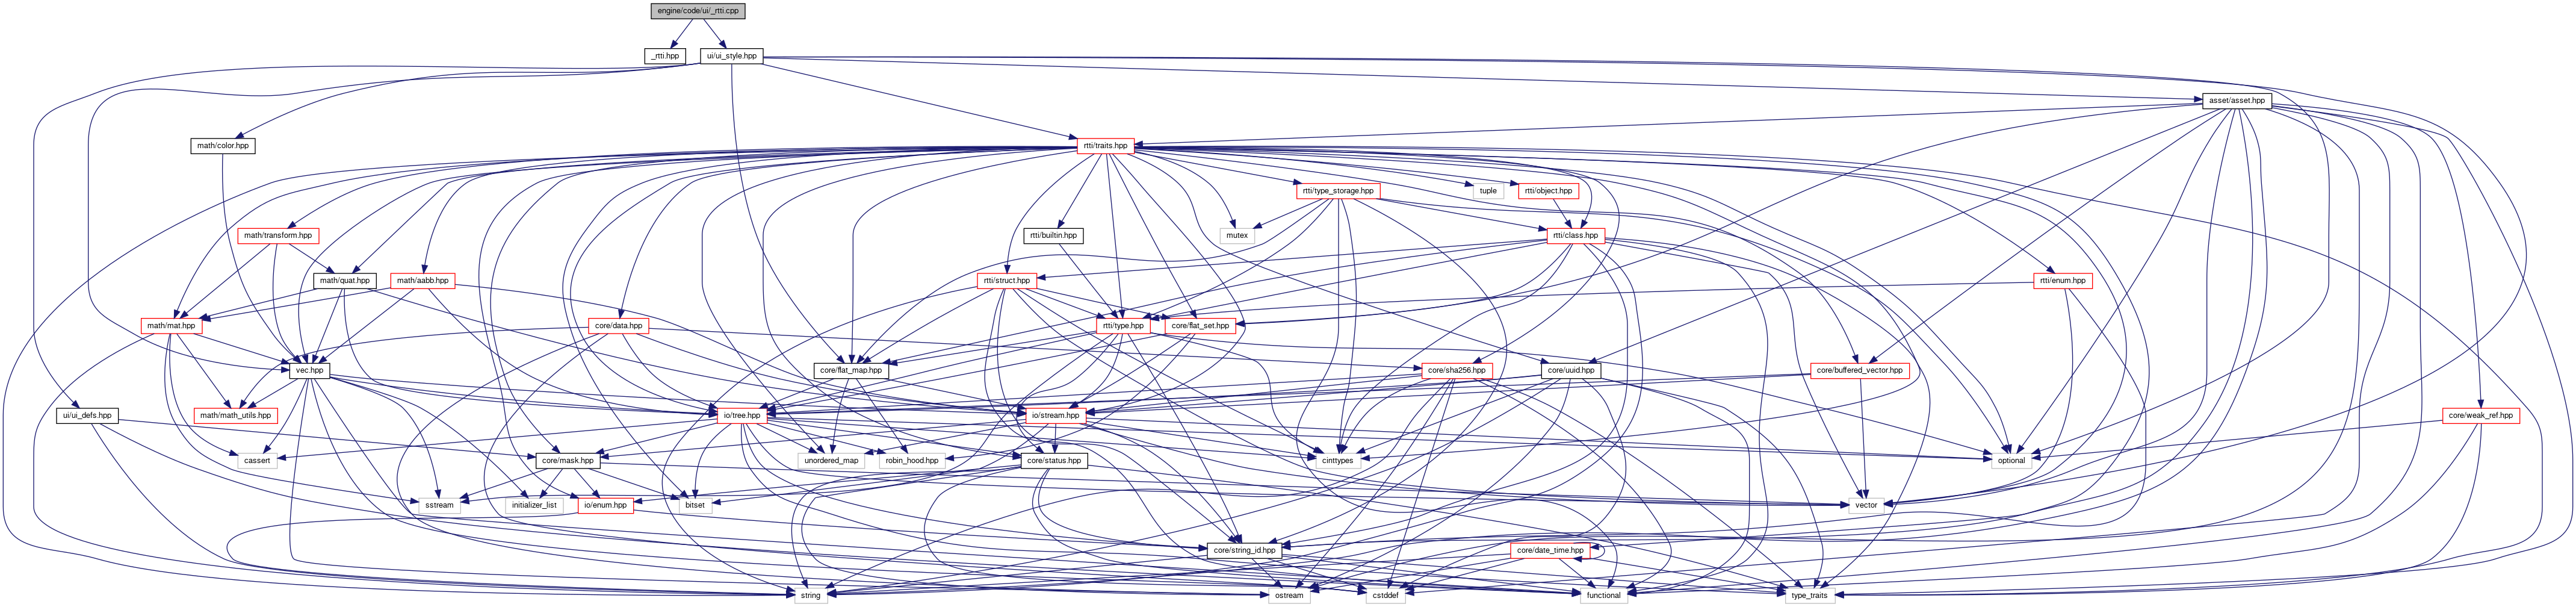 engine/code/ui/_rtti.cpp
_rtti.hpp
ui/ui_style.hpp
asset/asset.hpp
math/color.hpp
rtti/traits.hpp
rtti/type_storage.hpp
tuple
rtti/object.hpp
math/transform.hpp
rtti/builtin.hpp
mutex
rtti/class.hpp
math/quat.hpp
math/aabb.hpp
rtti/struct.hpp
rtti/enum.hpp
math/mat.hpp
core/data.hpp
rtti/type.hpp
core/flat_set.hpp
vec.hpp
core/flat_map.hpp
core/sha256.hpp
core/uuid.hpp
core/buffered_vector.hpp
ui/ui_defs.hpp
math/math_utils.hpp
io/tree.hpp
io/stream.hpp
core/weak_ref.hpp
cassert
core/mask.hpp
unordered_map
robin_hood.hpp
core/status.hpp
cinttypes
optional
sstream
initializer_list
io/enum.hpp
bitset
vector
core/string_id.hpp
core/date_time.hpp
string
ostream
cstddef
functional
type_traits